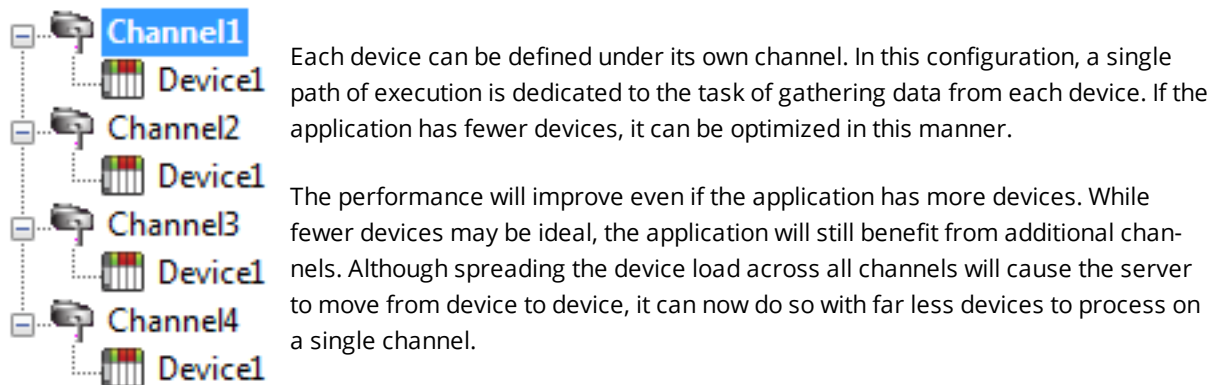 Channel1
Device1
Channel2
Device1
Channel3
Device1
Channel4
Device1
Each device can be defined under its own channel. In this configuration, a single
path of execution is dedicated to the task of gathering data from each device. If the
application has fewer devices, it can be optimized in this manner.
The performance will improve even if the application has more devices. While
fewer devices may be ideal, the application will still benefit from additional chan-
nels. Although spreading the device load across all channels will cause the server
to move from device to device, it can now do so with far less devices to process on
a single channel.